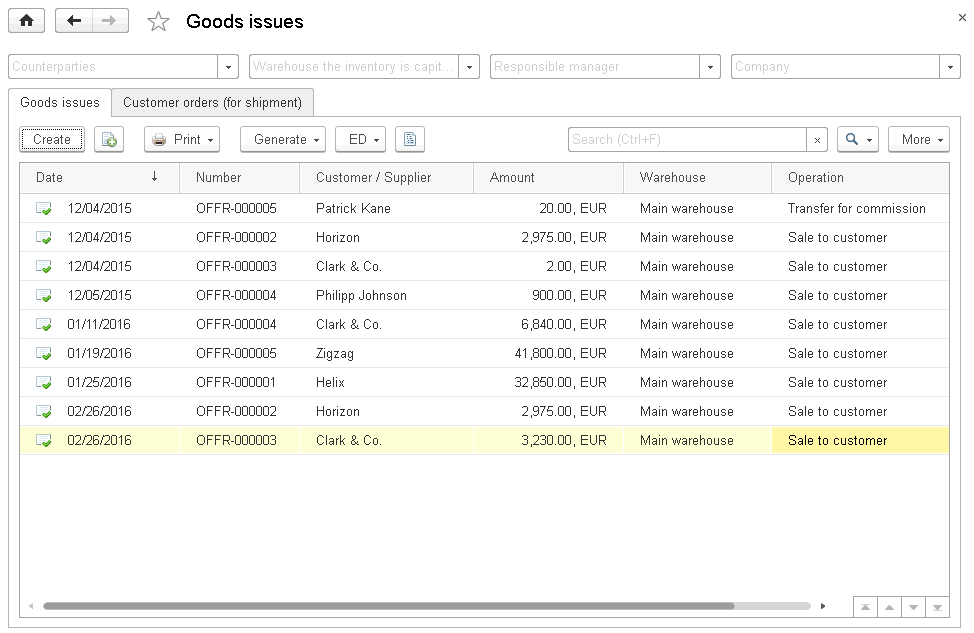 Goods issues
Counterparties Warehouse the inventory is capit... Responsible manager Company
Goods issues Customer orders (for shipment)
Create Print Generate ED Search (Ctrl+F) × More
Date ↓ Number Customer / Supplier Amount Warehouse Operation
12/04/2015 OFFR-000005 Patrick Kane 20.00, EUR Main warehouse Transfer for commission
12/04/2015 OFFR-000002 Horizon 2,975.00, EUR Main warehouse Sale to customer
12/04/2015 OFFR-000003 Clark & Co. 2.00, EUR Main warehouse Sale to customer
12/05/2015 OFFR-000004 Philipp Johnson 900.00, EUR Main warehouse Sale to customer
01/11/2016 OFFR-000004 Clark & Co. 6,840.00, EUR Main warehouse Sale to customer
01/19/2016 OFFR-000005 Zigzag 41,800.00, EUR Main warehouse Sale to customer
01/25/2016 OFFR-000001 Helix 32,850.00, EUR Main warehouse Sale to customer
02/26/2016 OFFR-000002 Horizon 2,975.00, EUR Main warehouse Sale to customer
02/26/2016 OFFR-000003 Clark & Co. 3,230.00, EUR Main warehouse Sale to customer